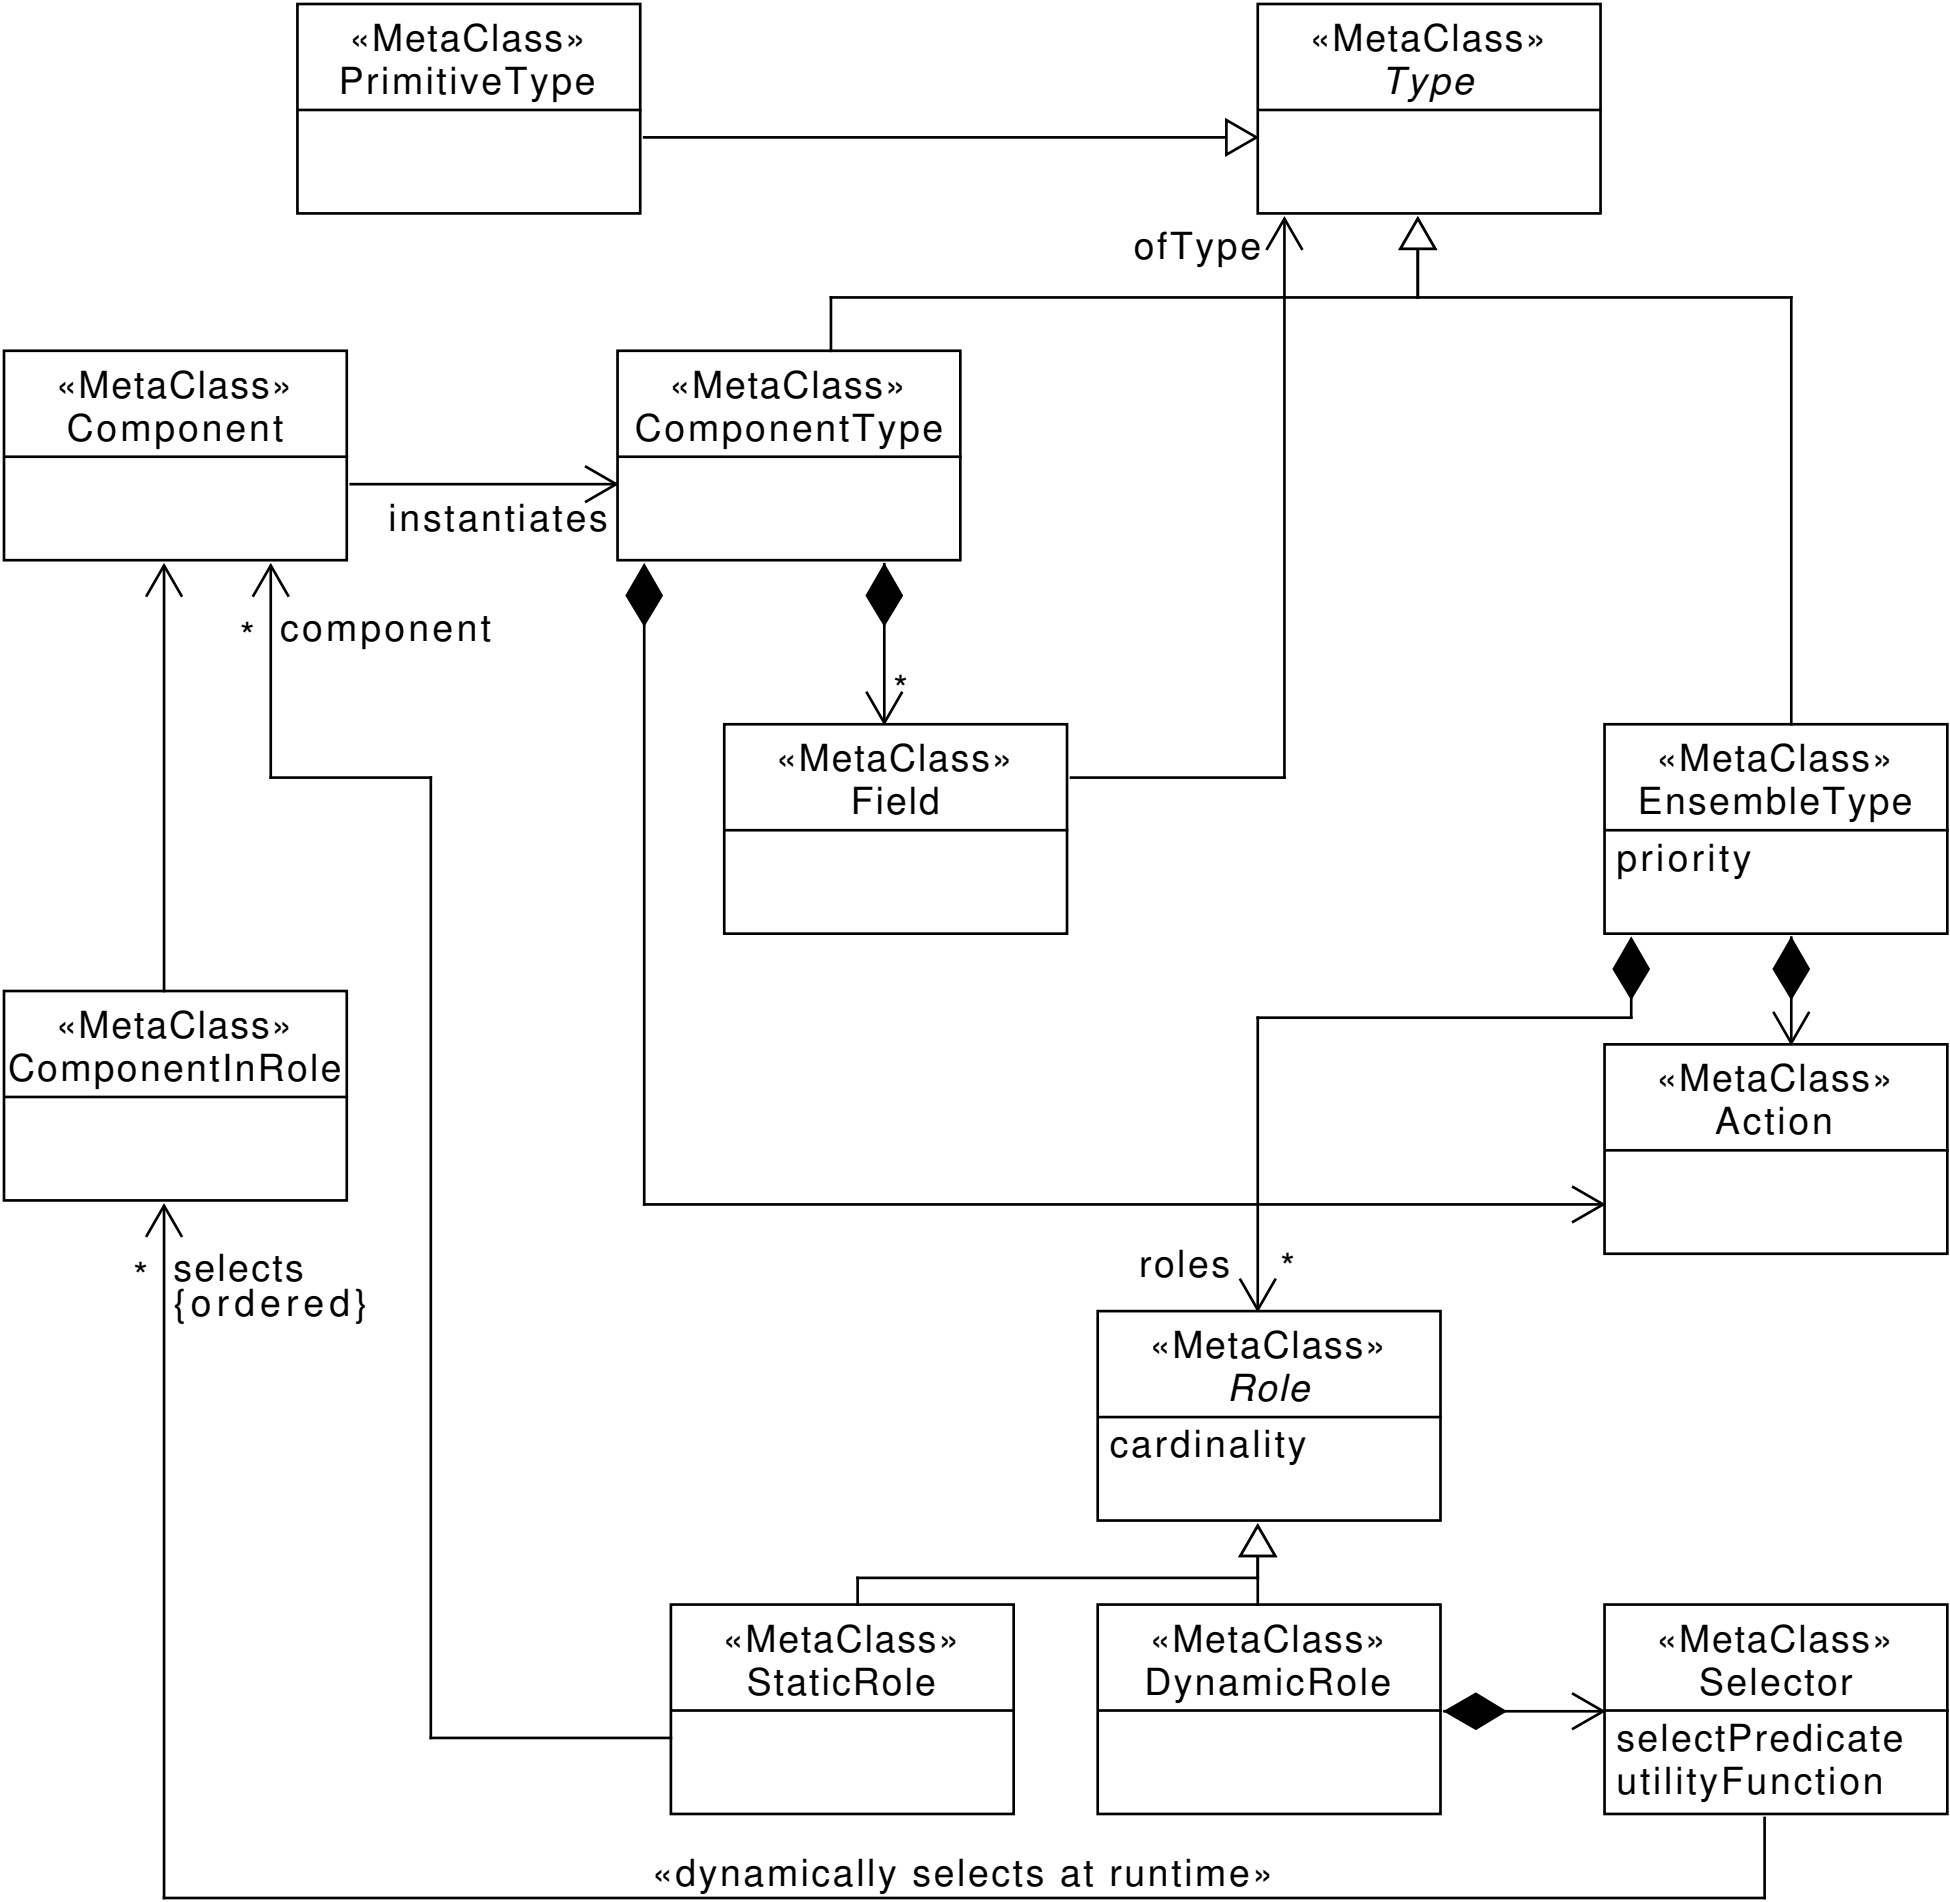 «MetaClass»
PrimitiveType
«MetaClass»
Type
ofType
«MetaClass»
Component
«MetaClass»
ComponentType
instantiates
* component
*
«MetaClass»
Field
«MetaClass»
EnsembleType
priority
«MetaClass»
ComponentInRole
«MetaClass»
Action
* selects
{ordered}
roles *
«MetaClass»
Role
cardinality
«MetaClass»
StaticRole
«MetaClass»
DynamicRole
«MetaClass»
Selector
selectPredicate
utilityFunction
«dynamically selects at runtime»